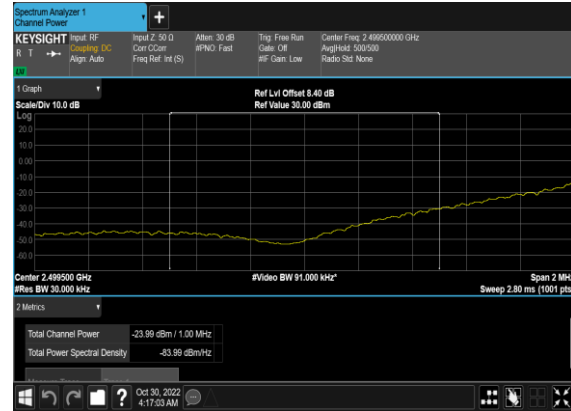 Spectrum Analyzer 1
Channel Power
+
KEYSIGHT Input: RF Input Z: 50 Ω Atten: 30 dB Trig: Free Run Center Freq: 2.499500000 GHz
R T Coupling: DC Corr CCorr #PNO: Fast Gate: Off Avg|Hold: 500/500
Align: Auto Freq Ref: Int (S) #IF Gain: Low Radio Std: None
1 Graph
Ref Lvl Offset 8.40 dB
Scale/Div 10.0 dB Ref Value 30.00 dBm
Log
20.0
10.0
0.00
-10.0
-20.0
-30.0
-40.0
-50.0
-60.0
Center 2.499500 GHz #Video BW 91.000 kHz* Span 2 MH
#Res BW 30.000 kHz Sweep 2.80 ms (1001 pts
2 Metrics
Total Channel Power -23.99 dBm / 1.00 MHz
Total Power Spectral Density -83.99 dBm/Hz
?
Oct 30, 2022
4:17:03 AM